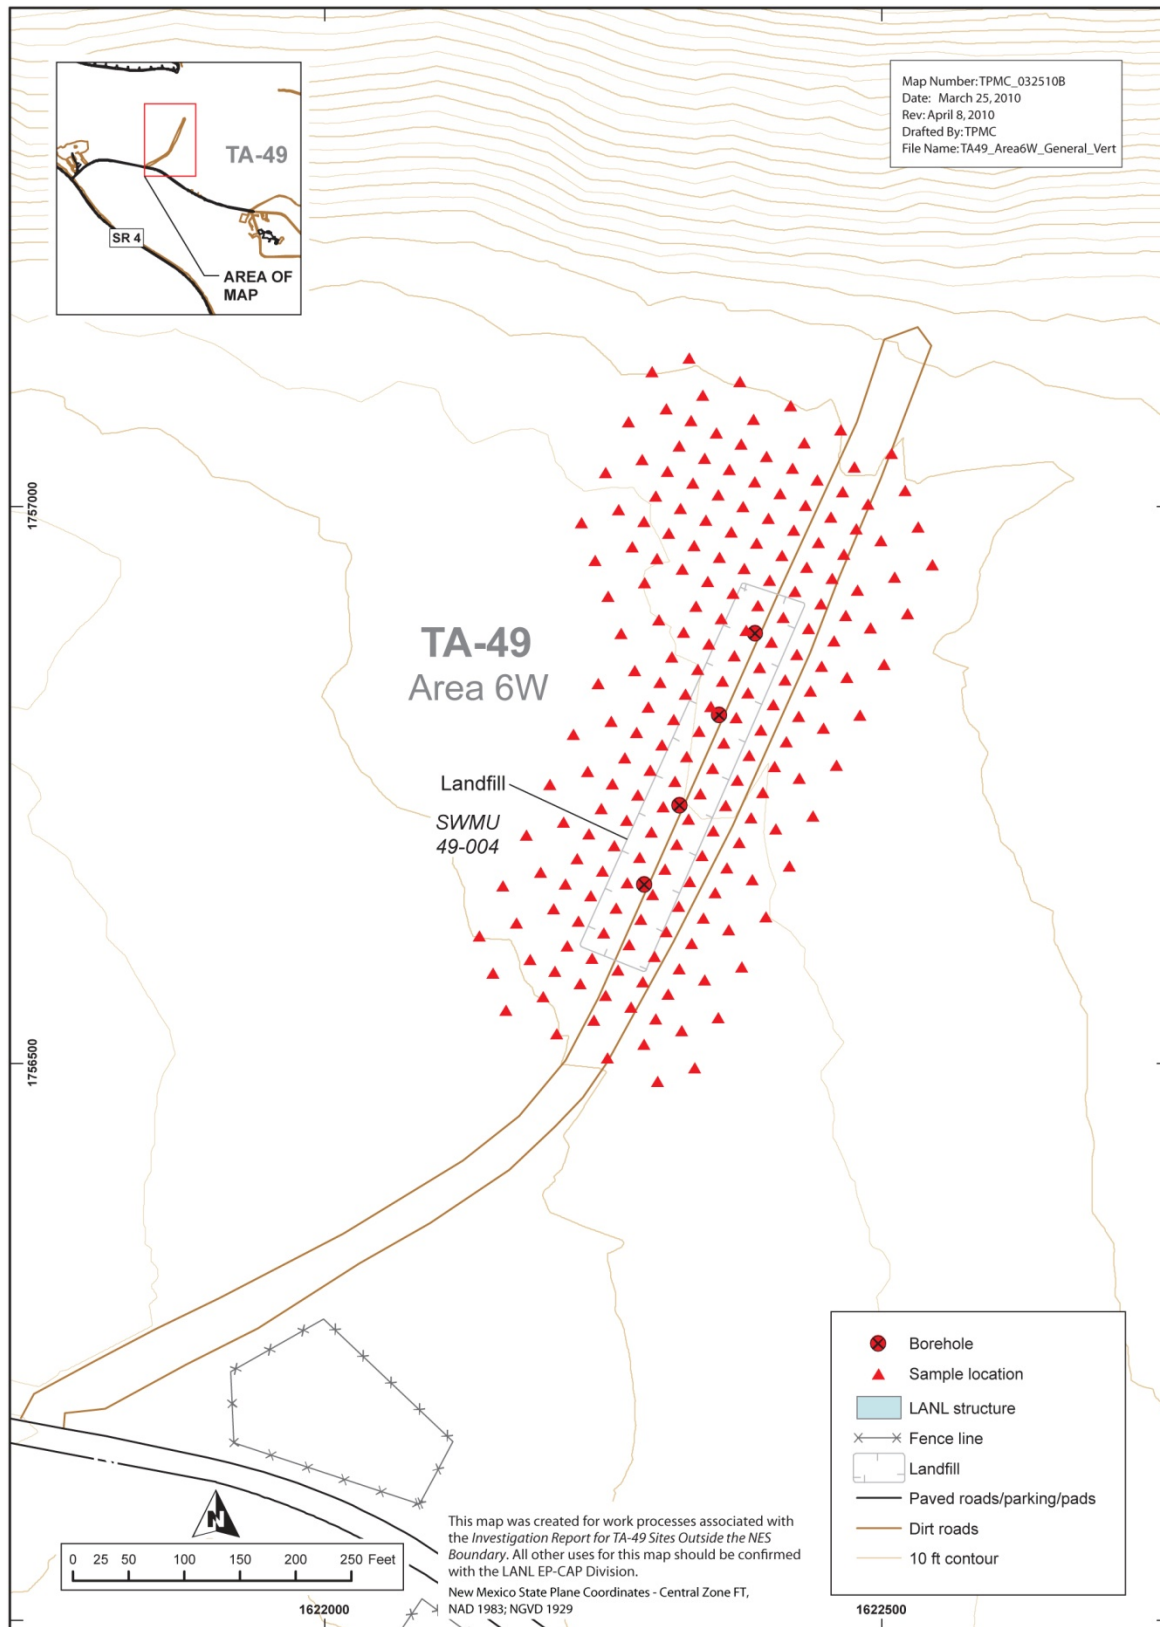 Map Number: TPMC_032510B
Date: March 25, 2010
Rev: April 8, 2010
Drafted By: TPMC
File Name: TA49_Area6W_General_Vert
TA-49
SR 4
AREA OF
MAP
1757000
TA-49
Area 6W
Landfill
SWMU
49-004
1756500
Borehole
Sample location
LANL structure
Fence line
Landfill
Paved roads/parking/pads
Dirt roads
10 ft contour
N
0 25 50 100 150 200 250 Feet
This map was created for work processes associated with
the Investigation Report for TA-49 Sites Outside the NES
Boundary. All other uses for this map should be confirmed
with the LANL EP-CAP Division.
New Mexico State Plane Coordinates - Central Zone FT,
NAD 1983; NGVD 1929
1622000
1622500